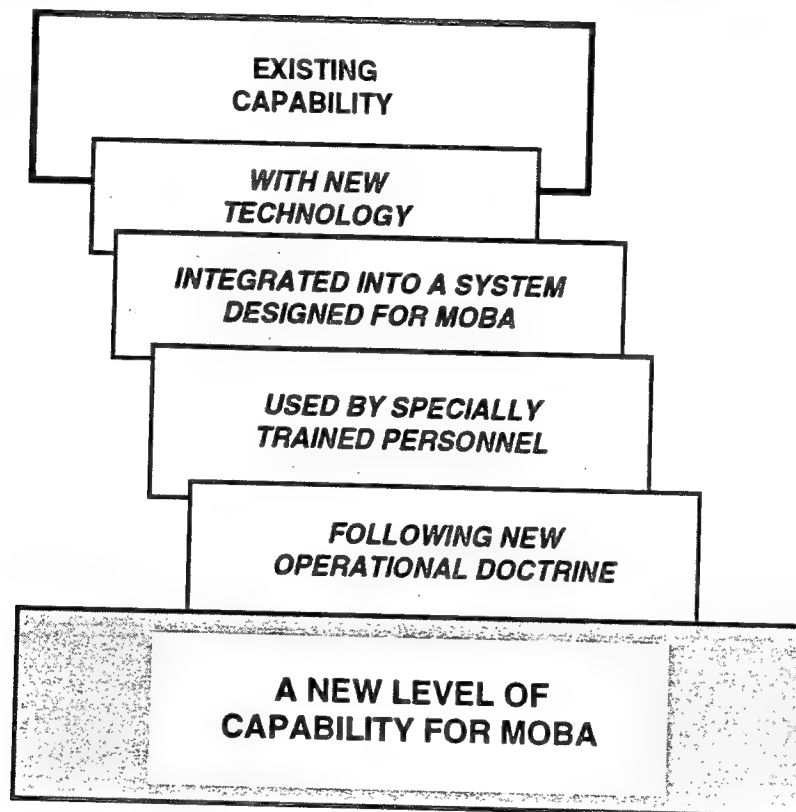 EXISTING
CAPABILITY
WITH NEW
TECHNOLOGY
INTEGRATED INTO A SYSTEM
DESIGNED FOR MOBA
USED BY SPECIALLY
TRAINED PERSONNEL
FOLLOWING NEW
OPERATIONAL DOCTRINE
A NEW LEVEL OF
CAPABILITY FOR MOBA